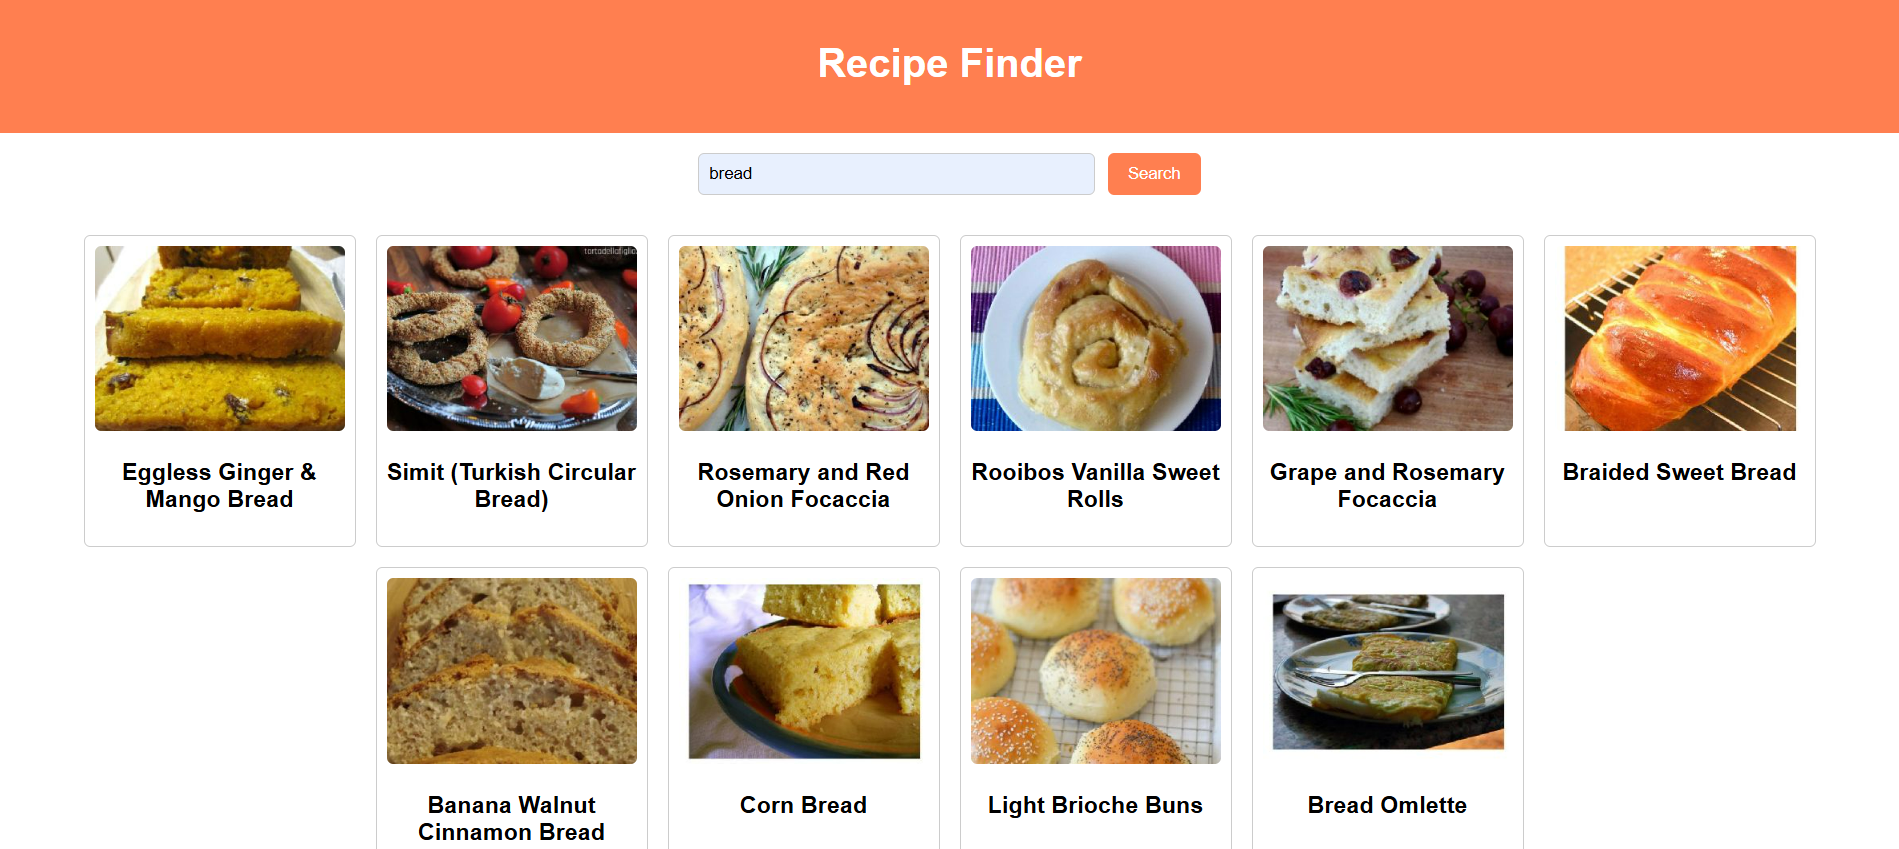 Recipe Finder
bread
Search
tortadellafiglia
Eggless Ginger &
Mango Bread
Simit (Turkish Circular
Bread)
Rosemary and Red
Onion Focaccia
Rooibos Vanilla Sweet
Rolls
Grape and Rosemary
Focaccia
Braided Sweet Bread
Banana Walnut
Cinnamon Bread
Corn Bread
Light Brioche Buns
Bread Omlette